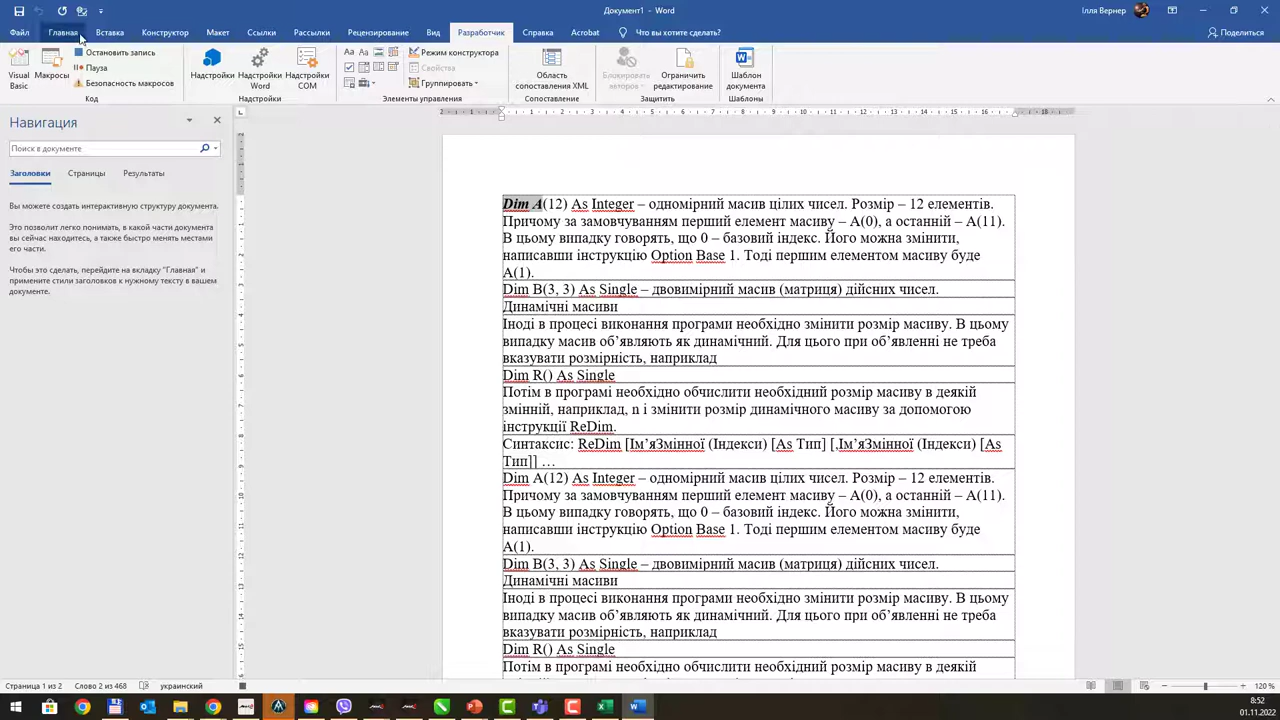 Документ1 - Word
Ілля Вернер
Файл Главная Вставка Конструктор Макет Ссылки Рассылки Рецензирование Вид Разработчик Справка Acrobat Что вы хотите сделать? Поделиться
Visual Basic
Макросы
Остановить запись
Пауза
Безопасность макросов
Код
Надстройки
Надстройки Word
Надстройки COM
Надстройки
Aa Aa
Режим конструктора
Свойства
Группировать
Элементы управления
Область сопоставления XML
Сопоставление
Блокировать авторов
Ограничить редактирование
Защитить
Шаблон документа
Шаблоны
Навигация
Поиск в документе
Заголовки Страницы Результаты
Вы можете создать интерактивную структуру документа.
Это позволит легко понимать, в какой части документа
вы сейчас находитесь, а также быстро менять местами
его части.
Чтобы это сделать, перейдите на вкладку "Главная" и
примените стили заголовков к нужному тексту в вашем
документе.
Dim A(12) As Integer – одномірний масив цілих чисел. Розмір – 12 елементів.
Причому за замовчуванням перший елемент масиву – A(0), а останній – A(11).
В цьому випадку говорять, що 0 – базовий індекс. Його можна змінити,
написавши інструкцію Option Base 1. Тоді першим елементом масиву буде
A(1).
Dim B(3, 3) As Single – двовимірний масив (матриця) дійсних чисел.
Динамічні масиви
Іноді в процесі виконання програми необхідно змінити розмір масиву. В цьому
випадку масив об’являють як динамічний. Для цього при об’явленні не треба
вказувати розмірність, наприклад
Dim R() As Single
Потім в програмі необхідно обчислити необхідний розмір масиву в деякій
змінній, наприклад, n і змінити розмір динамічного масиву за допомогою
інструкції ReDim.
Синтаксис: ReDim [Ім’яЗмінної (Індекси) [As Тип] [,Ім’яЗмінної (Індекси) [As
Тип]] …
Dim A(12) As Integer – одномірний масив цілих чисел. Розмір – 12 елементів.
Причому за замовчуванням перший елемент масиву – A(0), а останній – A(11).
В цьому випадку говорять, що 0 – базовий індекс. Його можна змінити,
написавши інструкцію Option Base 1. Тоді першим елементом масиву буде
A(1).
Dim B(3, 3) As Single – двовимірний масив (матриця) дійсних чисел.
Динамічні масиви
Іноді в процесі виконання програми необхідно змінити розмір масиву. В цьому
випадку масив об’являють як динамічний. Для цього при об’явленні не треба
вказувати розмірність, наприклад
Dim R() As Single
Потім в програмі необхідно обчислити необхідний розмір масиву в деякій
Страница 1 из 2 Слово 2 из 468 украинский 120 %
8:52
01.11.2022